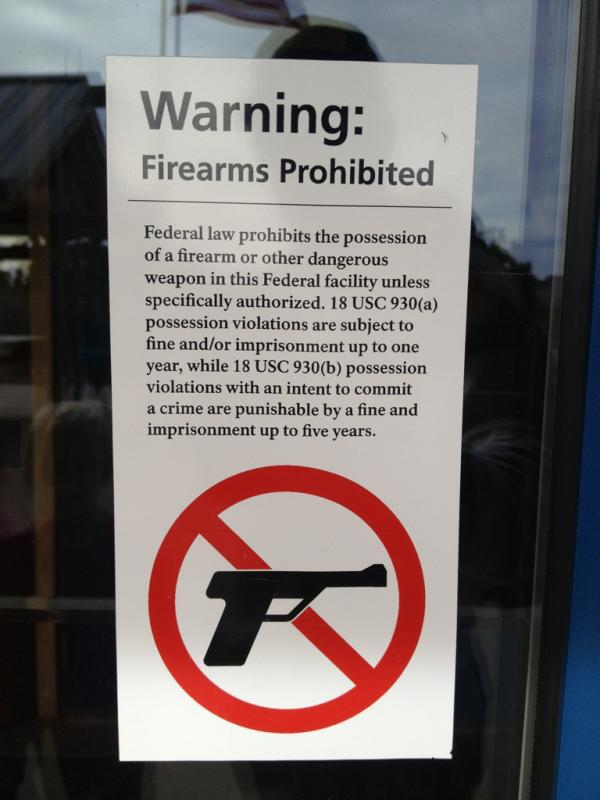 Warning:
Firearms Prohibited
Federal law prohibits the possession
of a firearm or other dangerous
weapon in this Federal facility unless
specifically authorized. 18 USC 930(a)
possession violations are subject to
fine and/or imprisonment up to one
year, while 18 USC 930(b) possession
violations with an intent to commit
a crime are punishable by a fine and
imprisonment up to five years.